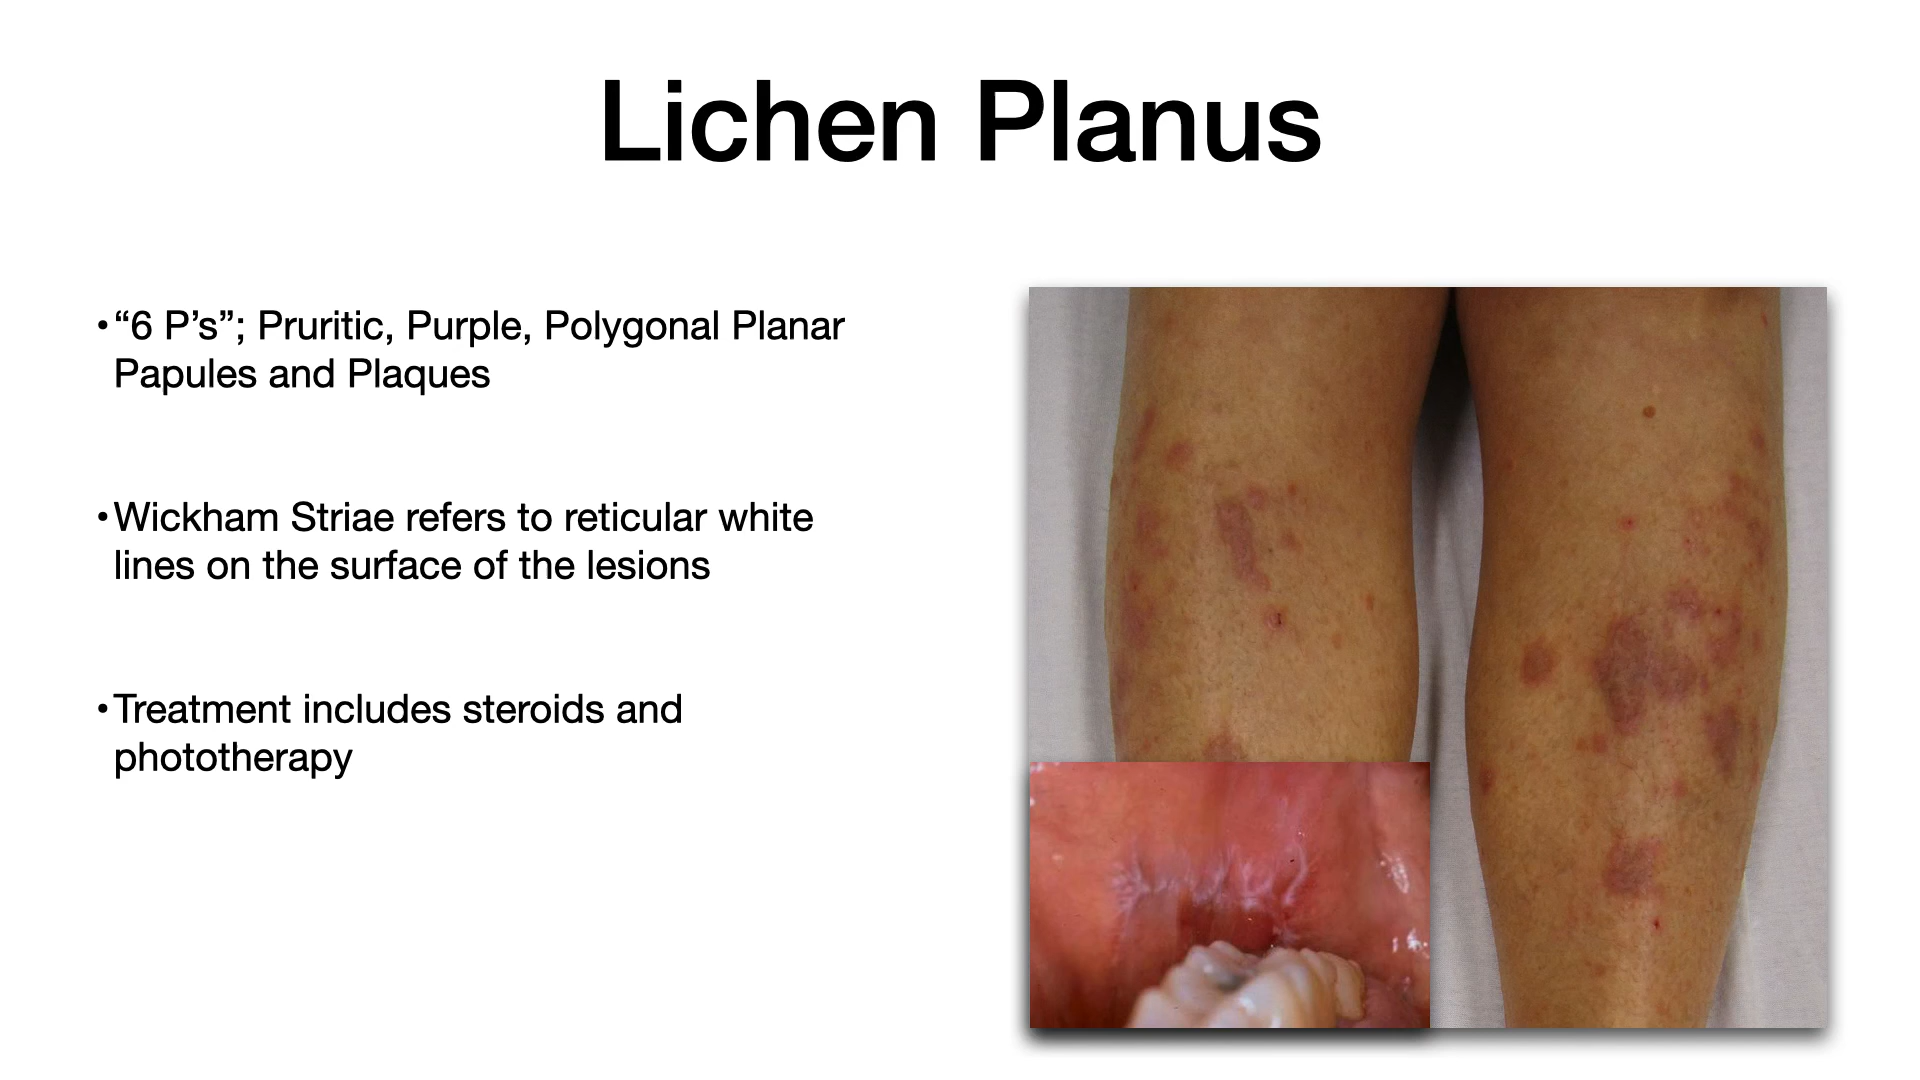 Lichen Planus
•“6 P’s”; Pruritic, Purple, Polygonal Planar
Papules and Plaques
•Wickham Striae refers to reticular white
lines on the surface of the lesions
•Treatment includes steroids and
phototherapy